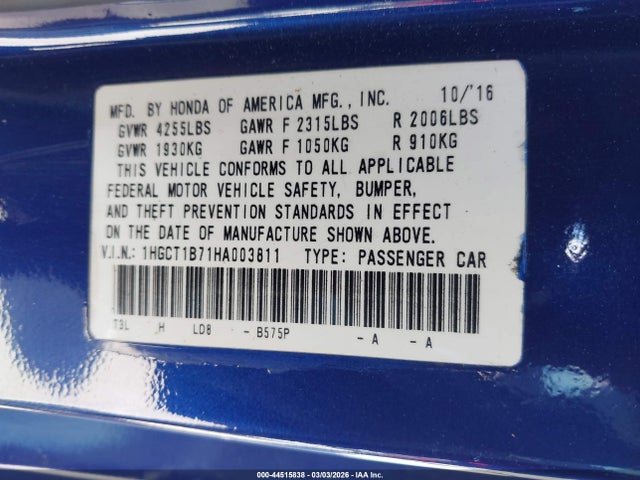 MFD. BY HONDA OF AMERICA MFG., INC. 10/'16
GVWR 4255LBS GAWR F 2315LBS R 2006LBS
GVWR 1930KG GAWR F 1050KG R 910KG
THIS VEHICLE CONFORMS TO ALL APPLICABLE
FEDERAL MOTOR VEHICLE SAFETY, BUMPER,
AND THEFT PREVENTION STANDARDS IN EFFECT
ON THE DATE OF MANUFACTURE SHOWN ABOVE.
V.I.N.: 1HGCT1B71HA003811 TYPE: PASSENGER CAR
T3L H LD8 - B575P - A - A
000-44515838 - 03/03/2026 - IAA Inc.